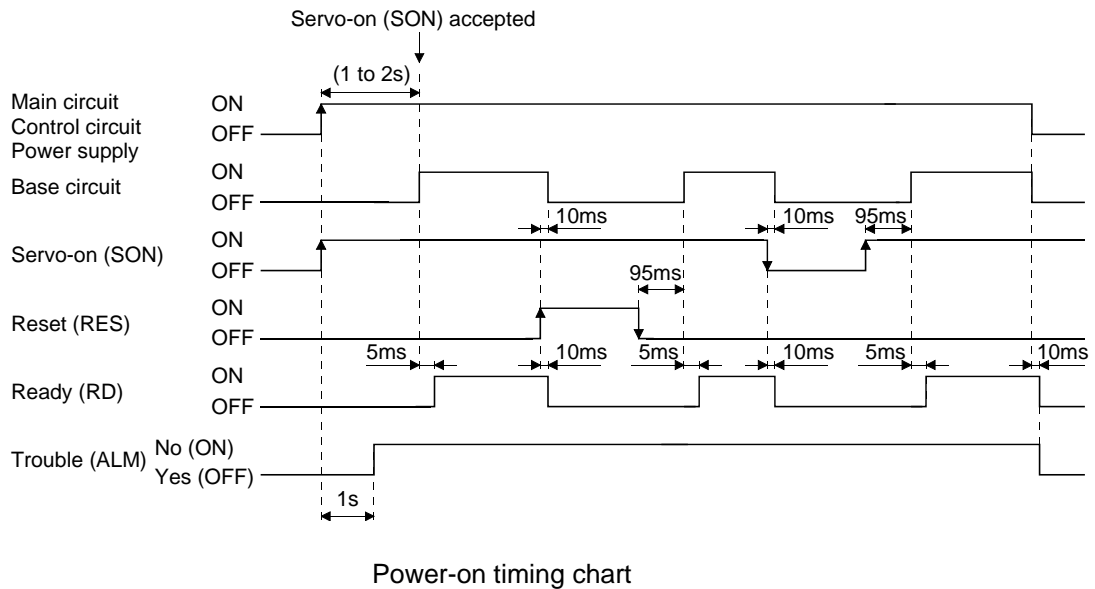 Servo-on (SON) accepted
(1 to 2s)
Main circuit
Control circuit
Power supply
ON
OFF
Base circuit
ON
OFF
10ms
10ms
95ms
Servo-on (SON)
ON
OFF
95ms
Reset (RES)
ON
OFF
5ms
10ms
5ms
10ms
5ms
10ms
Ready (RD)
ON
OFF
Trouble (ALM)
No (ON)
Yes (OFF)
1s
Power-on timing chart